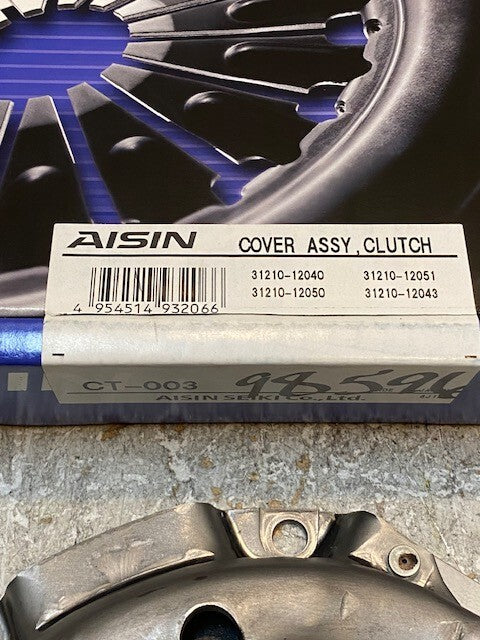 AISIN COVER ASSY,CLUTCH
31210-12040 31210-12051
31210-12050 31210-12043
4 954514 932066
CT-003 98596
AISIN SEIKI Co., Ltd.